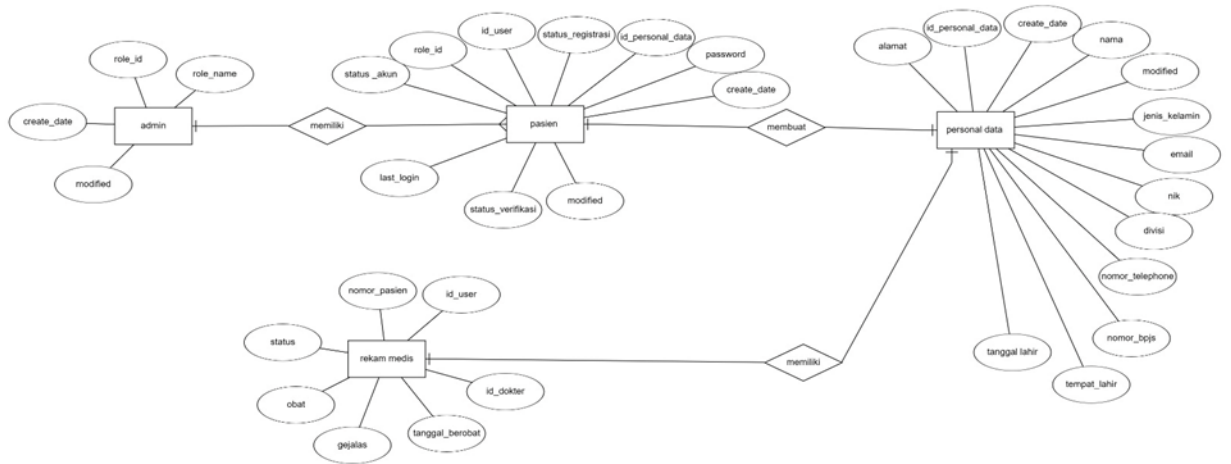 role_id
role_name
create_date
admin
modified
memiliki
status _akun
role_id
id_user
status_registrasi
id_personal_data
password
create_date
pasien
last_login
status_verifikasi
modified
membuat
alamat
id_personal_data
create_date
nama
modified
jenis_kelamin
email
nik
divisi
nomor_telephone
nomor_bpjs
tempat_lahir
tanggal lahir
personal data
memiliki
nomor_pasien
id_user
status
rekam medis
obat
gejalas
tanggal_berobat
id_dokter